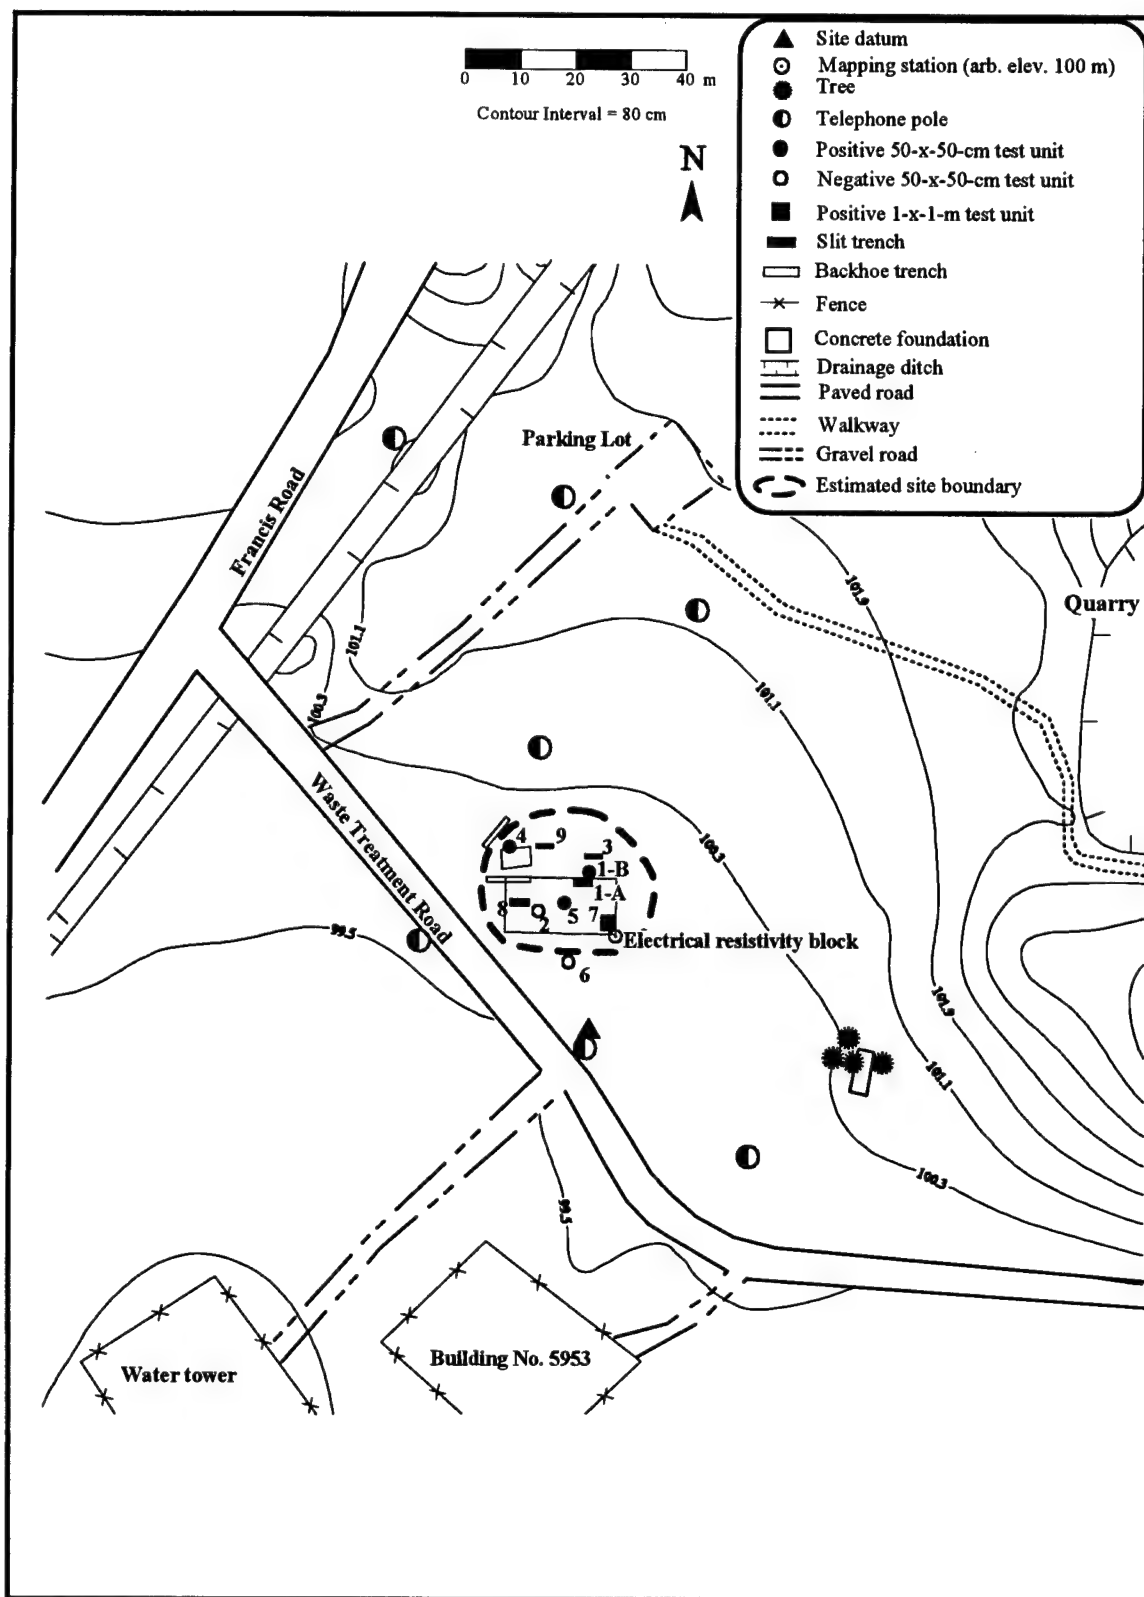 Site datum
Mapping station (arb. elev. 100 m)
Tree
Telephone pole
Positive 50-x-50-cm test unit
Negative 50-x-50-cm test unit
Positive 1-x-1-m test unit
Slit trench
Backhoe trench
Fence
Concrete foundation
Drainage ditch
Paved road
Walkway
Gravel road
Estimated site boundary
0 10 20 30 40 m
Contour Interval = 80 cm
N
Parking Lot
Francis Road
Quarry
101.9
101.1
101.1
100.3
Waste Treatment Road
100.3
4 9 3
1-B
1-A
8 2 5 7
Electrical resistivity block
6
99.5
101.9
101.1
100.3
99.5
Water tower
Building No. 5953